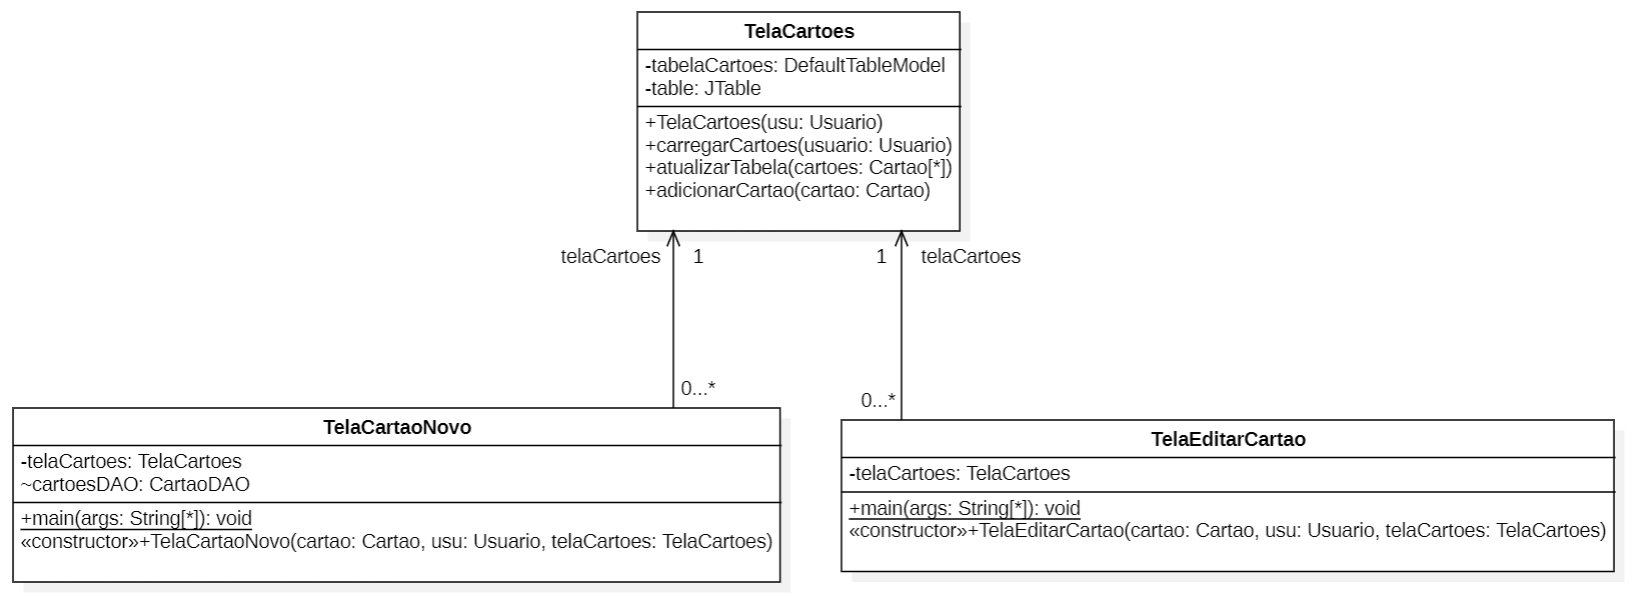 TelaCartoes
-tabelaCartoes: DefaultTableModel
-table: JTable
+TelaCartoes(usu: Usuario)
+carregarCartoes(usuario: Usuario)
+atualizarTabela(cartoes: Cartao[*])
+adicionarCartao(cartao: Cartao)
telaCartoes 1
1 telaCartoes
0...*
0...*
TelaCartaoNovo
-telaCartoes: TelaCartoes
~cartoesDAO: CartaoDAO
+main(args: String[*]): void
«constructor»+TelaCartaoNovo(cartao: Cartao, usu: Usuario, telaCartoes: TelaCartoes)
TelaEditarCartao
-telaCartoes: TelaCartoes
+main(args: String[*]): void
«constructor»+TelaEditarCartao(cartao: Cartao, usu: Usuario, telaCartoes: TelaCartoes)